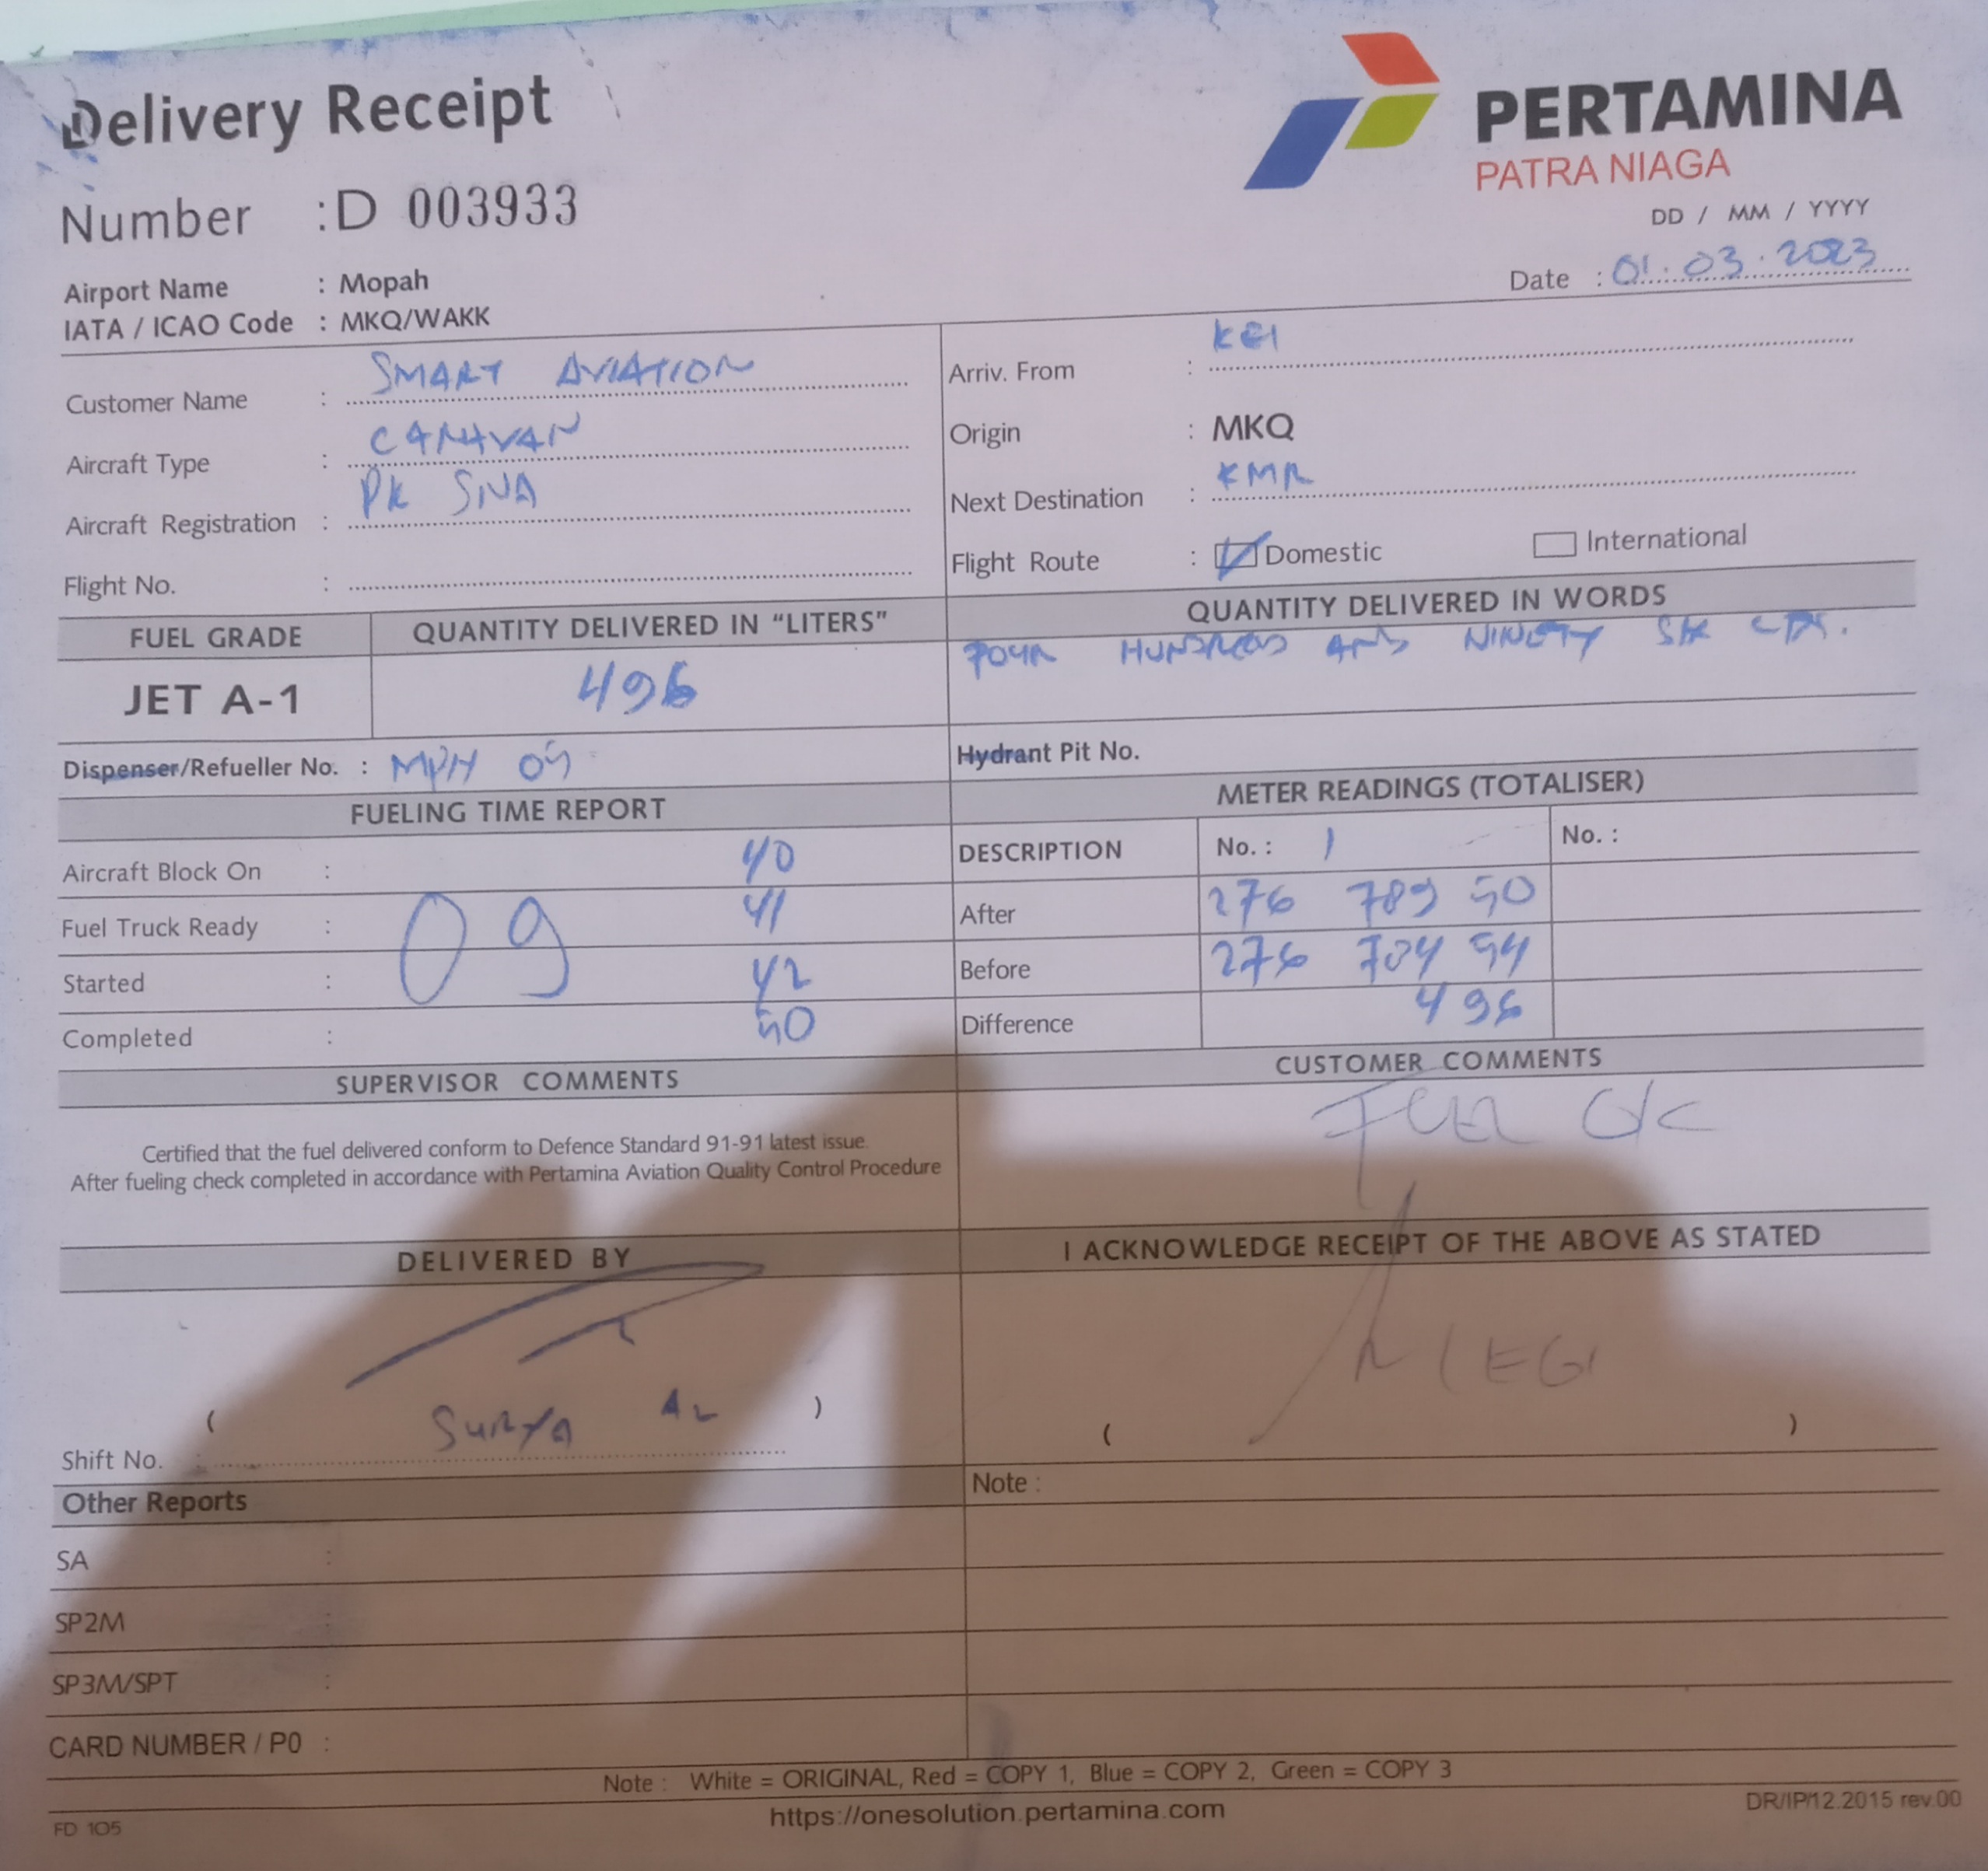 Delivery Receipt
PERTAMINA
PATRA NIAGA
Number : D 003933
DD / MM / YYYY
Date : 01.03.2023
Airport Name : Mopah
IATA / ICAO Code : MKQ/WAKK
Customer Name : SMART AVIATION
Aircraft Type : CARAVAN
Aircraft Registration : PK SNA
Flight No. :
Arriv. From : KEI
Origin : MKQ
Next Destination : KMR
Flight Route : Domestic International
FUEL GRADE QUANTITY DELIVERED IN "LITERS" QUANTITY DELIVERED IN WORDS
JET A-1 496 FOUR HUNDRED AND NINETY SIX LTR.
Dispenser/Refueller No. : MPH 05
Hydrant Pit No.
FUELING TIME REPORT
Aircraft Block On : 40
Fuel Truck Ready : 41
09
Started : 42
Completed : 50
METER READINGS (TOTALISER)
DESCRIPTION No. : 1 No. :
After 276 789 50
Before 276 784 54
Difference 496
SUPERVISOR COMMENTS
Certified that the fuel delivered conform to Defence Standard 91-91 latest issue
After fueling check completed in accordance with Pertamina Aviation Quality Control Procedure
CUSTOMER COMMENTS
FUEL O/C
DELIVERED BY
( SURYA )
Shift No. :
I ACKNOWLEDGE RECEIPT OF THE ABOVE AS STATED
( )
Other Reports
SA :
SP2M :
SP3M/SPT :
CARD NUMBER / P0 :
Note :
Note : White = ORIGINAL, Red = COPY 1, Blue = COPY 2, Green = COPY 3
https://onesolution.pertamina.com
FD 105
DR/IP/12.2015 rev.00